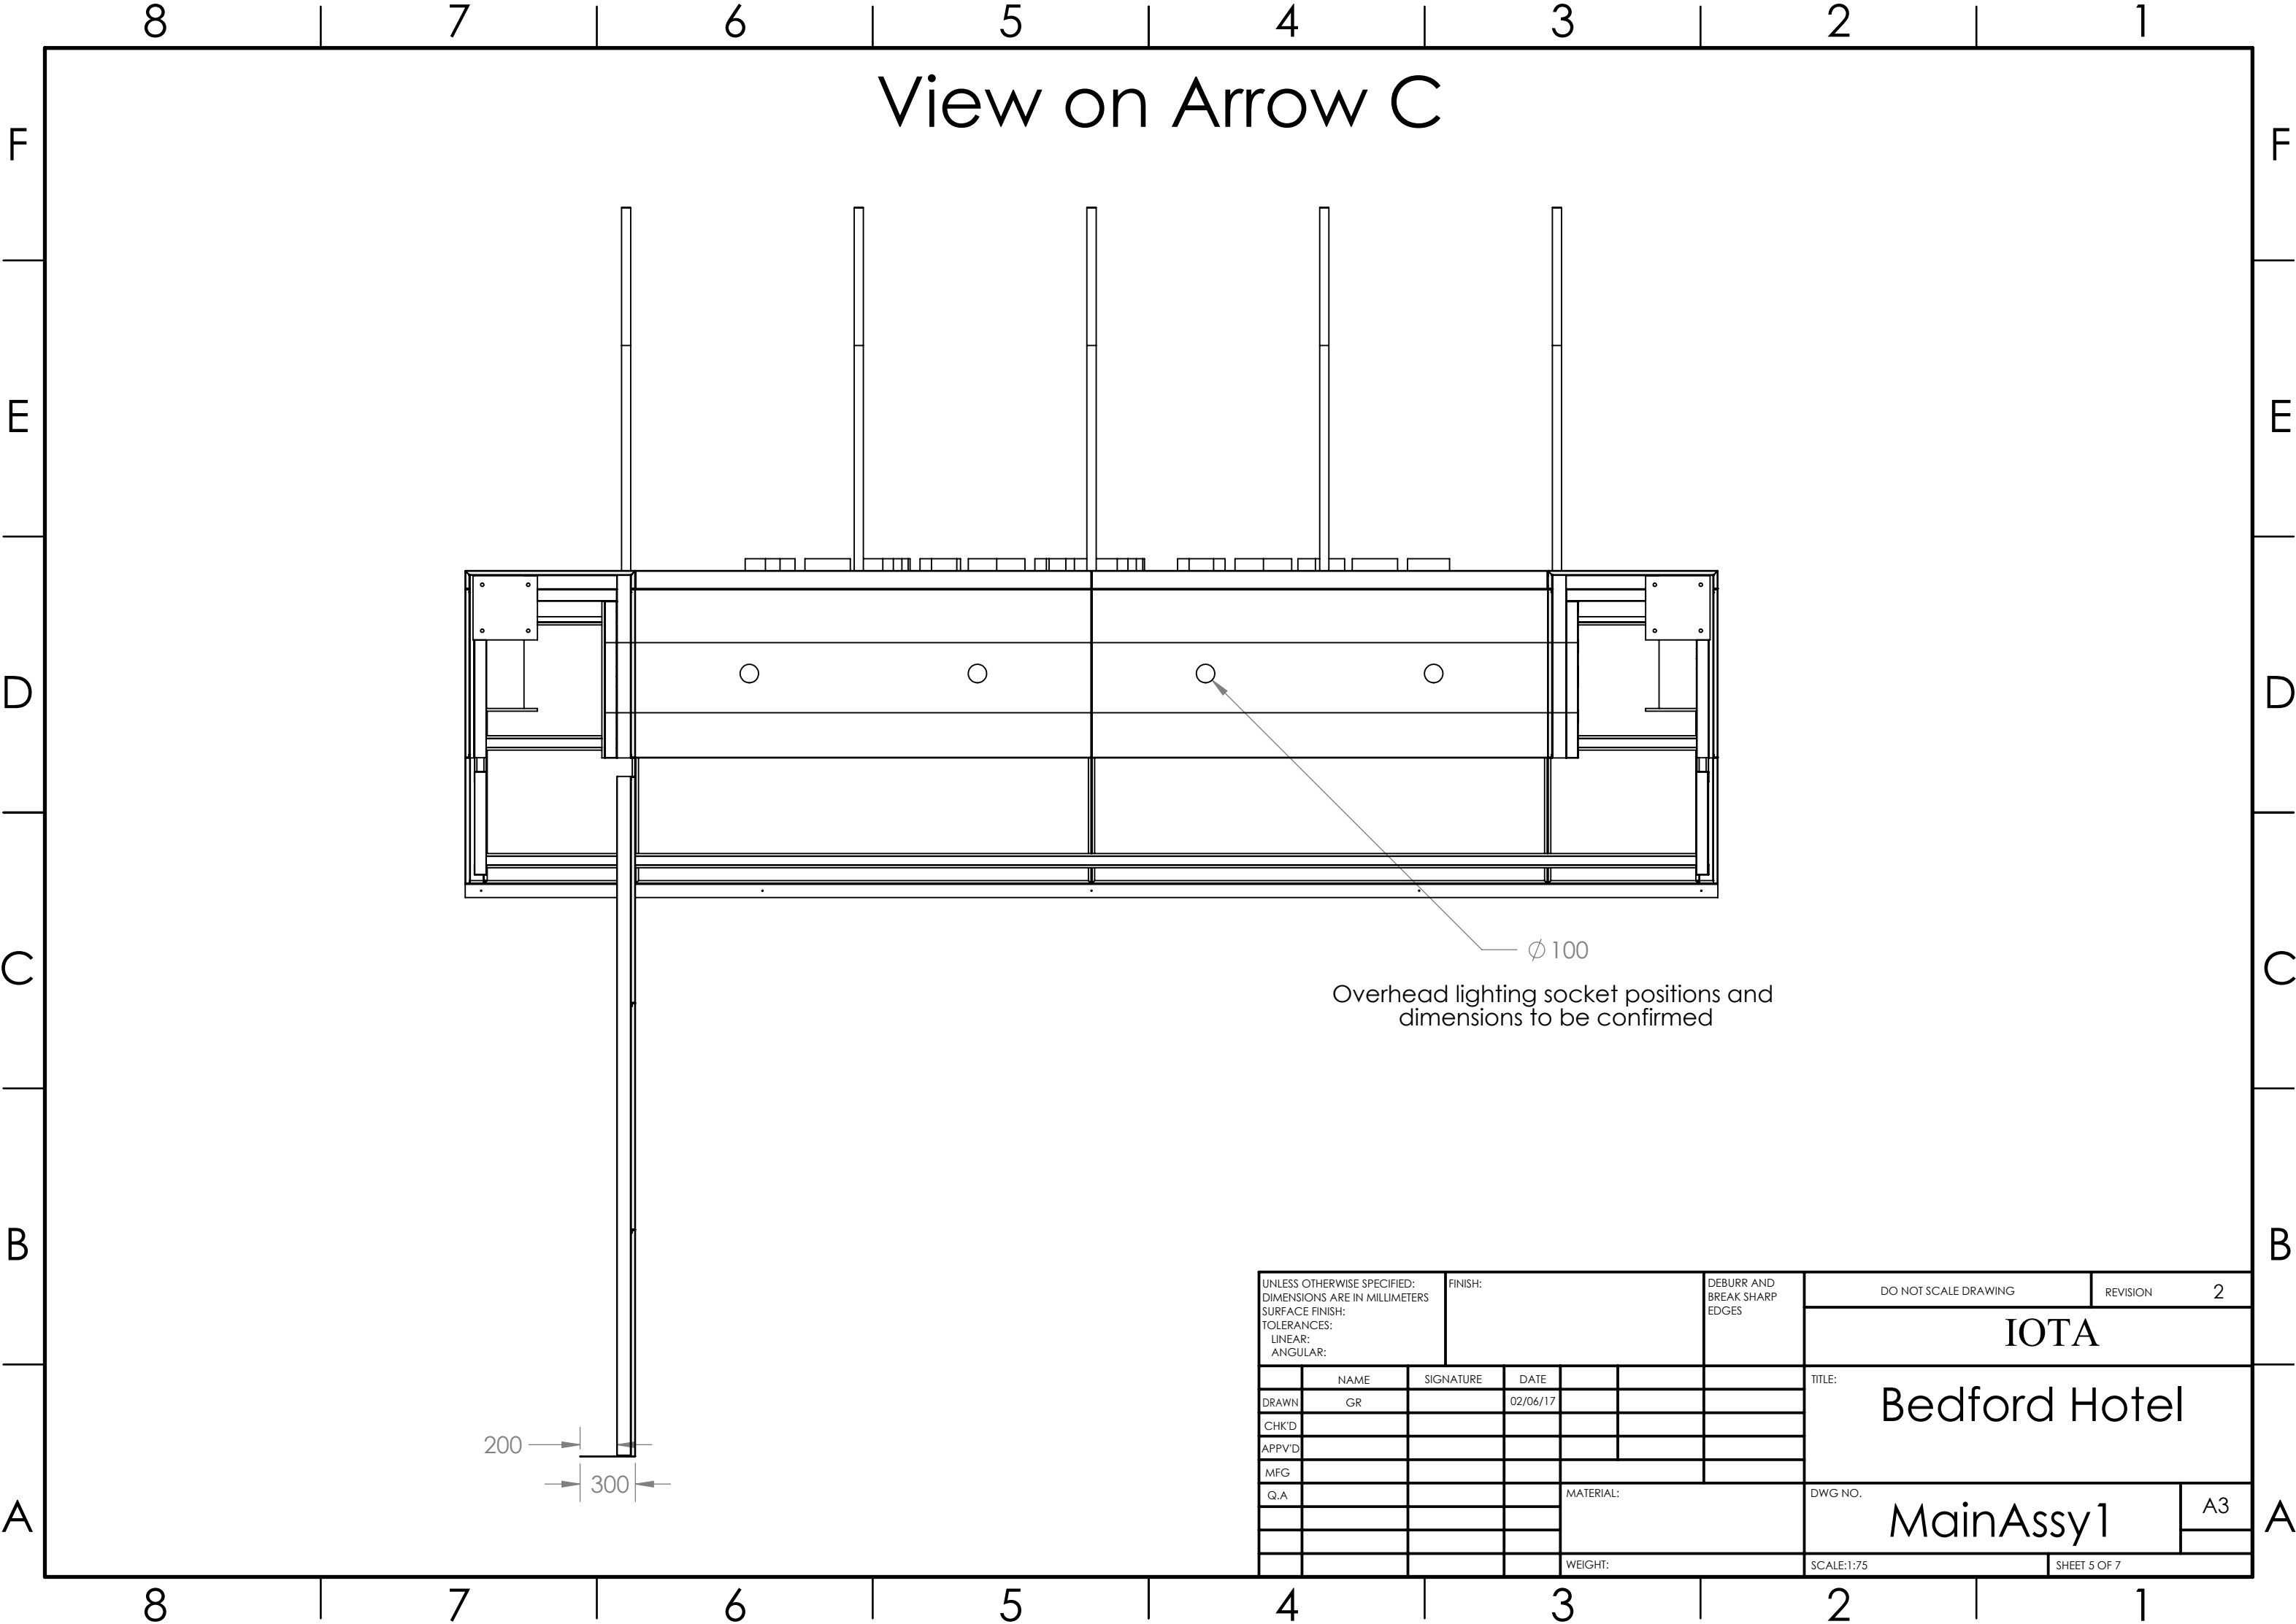 8 7 6 5 4 3 2 1
View on Arrow C
F F
E E
D D
C C
⌀100
Overhead lighting socket positions and
dimensions to be confirmed
B B
200
300
A A
UNLESS OTHERWISE SPECIFIED:
DIMENSIONS ARE IN MILLIMETERS
SURFACE FINISH:
TOLERANCES:
LINEAR:
ANGULAR:
FINISH:
DEBURR AND
BREAK SHARP
EDGES
DO NOT SCALE DRAWING
REVISION 2
IOTA
NAME SIGNATURE DATE
DRAWN GR 02/06/17
CHK'D
APPV'D
MFG
Q.A
TITLE:
Bedford Hotel
MATERIAL:
DWG NO.
MainAssy1
A3
WEIGHT:
SCALE:1:75
SHEET 5 OF 7
8 7 6 5 4 3 2 1